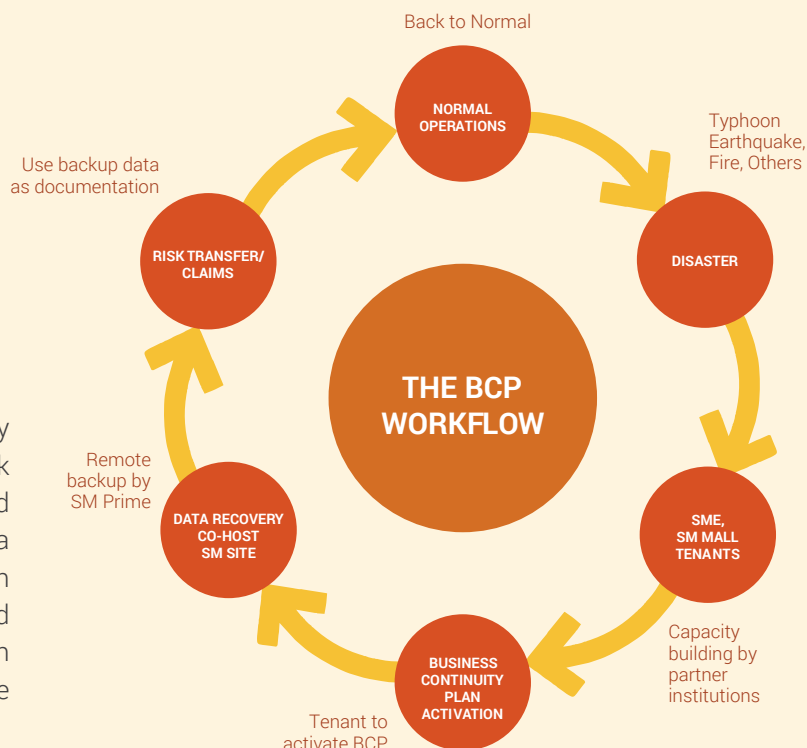 Back to Normal
NORMAL
OPERATIONS
Typhoon
Earthquake,
Fire, Others
DISASTER
SME,
SM MALL
TENANTS
Capacity
building by
partner
institutions
BUSINESS
CONTINUITY
PLAN
ACTIVATION
Tenant to
activate BCP
DATA RECOVERY
CO-HOST
SM SITE
Remote
backup by
SM Prime
RISK TRANSFER/
CLAIMS
Use backup data
as documentation
THE BCP
WORKFLOW